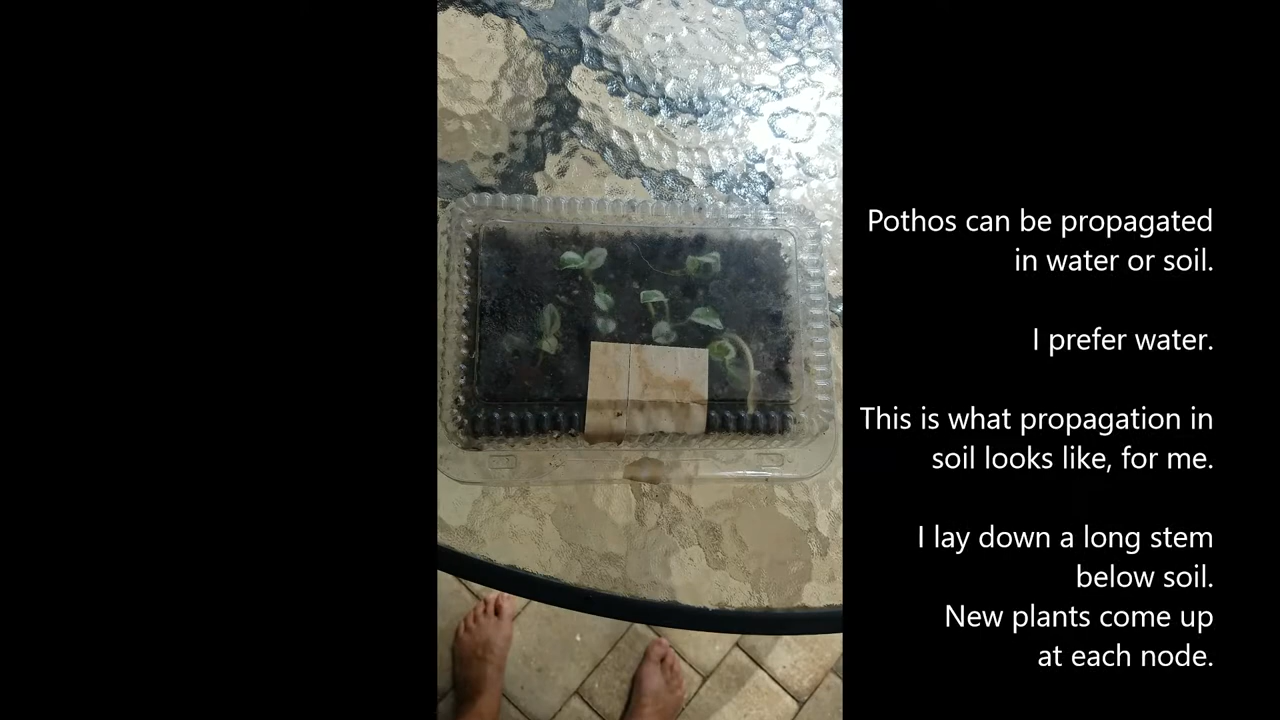 Pothos can be propagated
in water or soil.
I prefer water.
This is what propagation in
soil looks like, for me.
I lay down a long stem
below soil.
New plants come up
at each node.